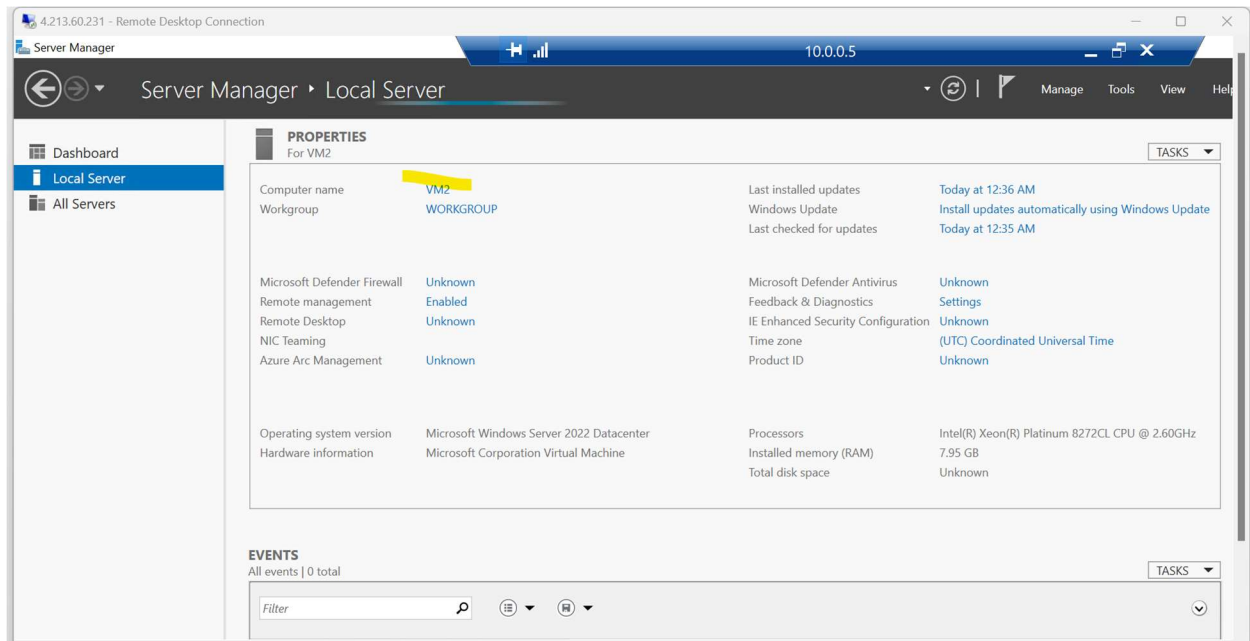 4.213.60.231 - Remote Desktop Connection
Server Manager
10.0.0.5
Server Manager ‣ Local Server
Manage Tools View Help
Dashboard
Local Server
All Servers
PROPERTIES
For VM2
TASKS
Computer name VM2 Last installed updates Today at 12:36 AM
Workgroup WORKGROUP Windows Update Install updates automatically using Windows Update
Last checked for updates Today at 12:35 AM
Microsoft Defender Firewall Unknown Microsoft Defender Antivirus Unknown
Remote management Enabled Feedback & Diagnostics Settings
Remote Desktop Unknown IE Enhanced Security Configuration Unknown
NIC Teaming Time zone (UTC) Coordinated Universal Time
Azure Arc Management Unknown Product ID Unknown
Operating system version Microsoft Windows Server 2022 Datacenter Processors Intel(R) Xeon(R) Platinum 8272CL CPU @ 2.60GHz
Hardware information Microsoft Corporation Virtual Machine Installed memory (RAM) 7.95 GB
Total disk space Unknown
EVENTS
All events | 0 total
TASKS
Filter